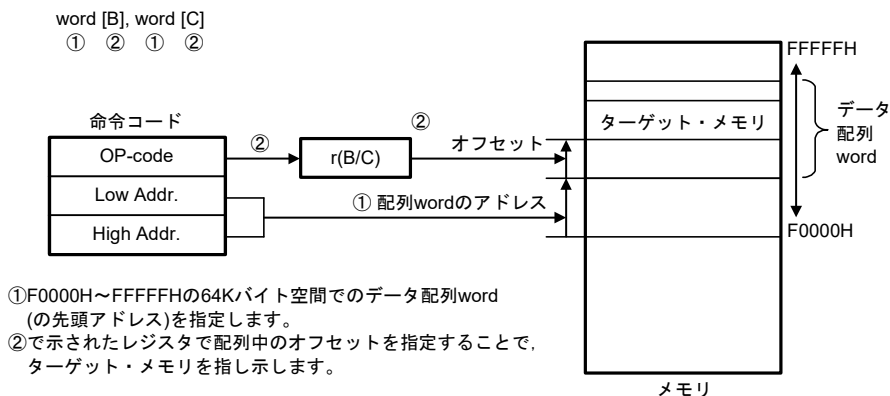 word [B], word [C]
① ② ① ②
FFFFFH
命令コード
②
②
オフセット
ターゲット・メモリ
データ
配列
word
OP-code
r(B/C)
Low Addr.
① 配列wordのアドレス
High Addr.
F0000H
①F0000H～FFFFFHの64Kバイト空間でのデータ配列word
(の先頭アドレス)を指定します。
②で示されたレジスタで配列中のオフセットを指定することで,
ターゲット・メモリを指し示します。
メモリ